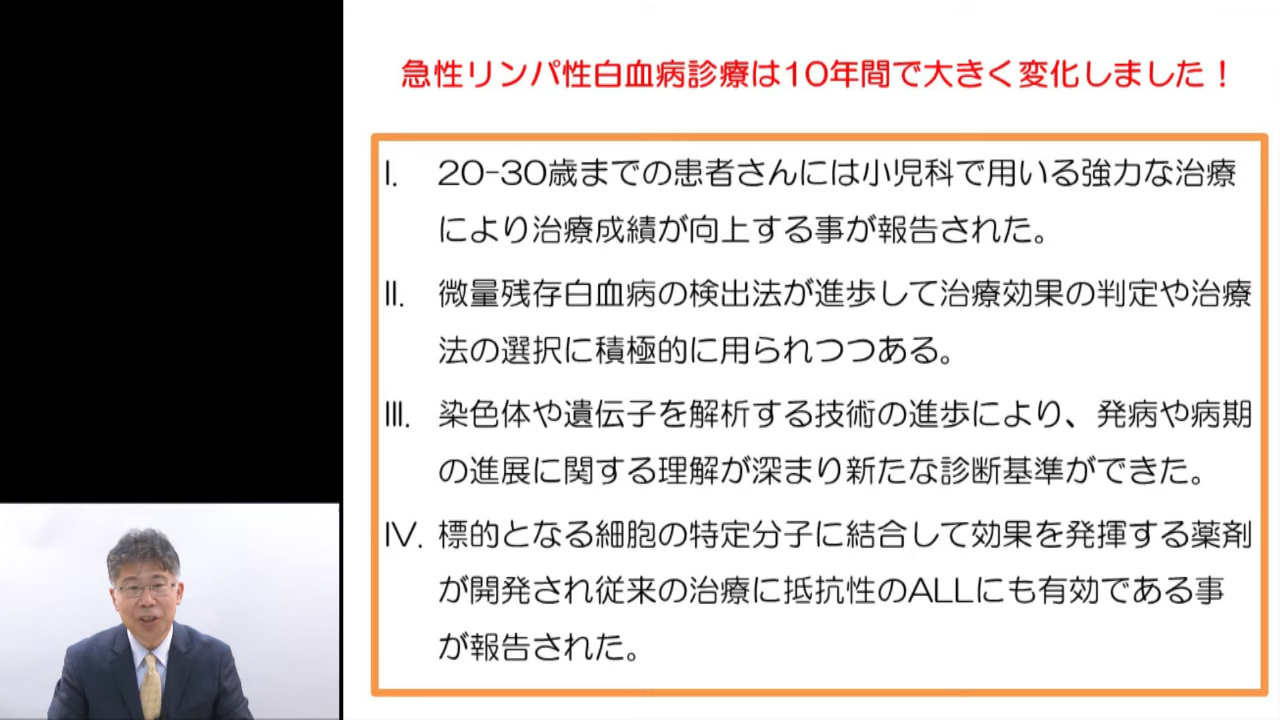 急性リンパ性白血病診療は10年間で大きく変化しました！
I. 20-30歳までの患者さんには小児科で用いる強力な治療
により治療成績が向上する事が報告された。
II. 微量残存白血病の検出法が進歩して治療効果の判定や治療
法の選択に積極的に用られつつある。
III. 染色体や遺伝子を解析する技術の進歩により、発病や病期
の進展に関する理解が深まり新たな診断基準ができた。
IV. 標的となる細胞の特定分子に結合して効果を発揮する薬剤
が開発され従来の治療に抵抗性のALLにも有効である事
が報告された。